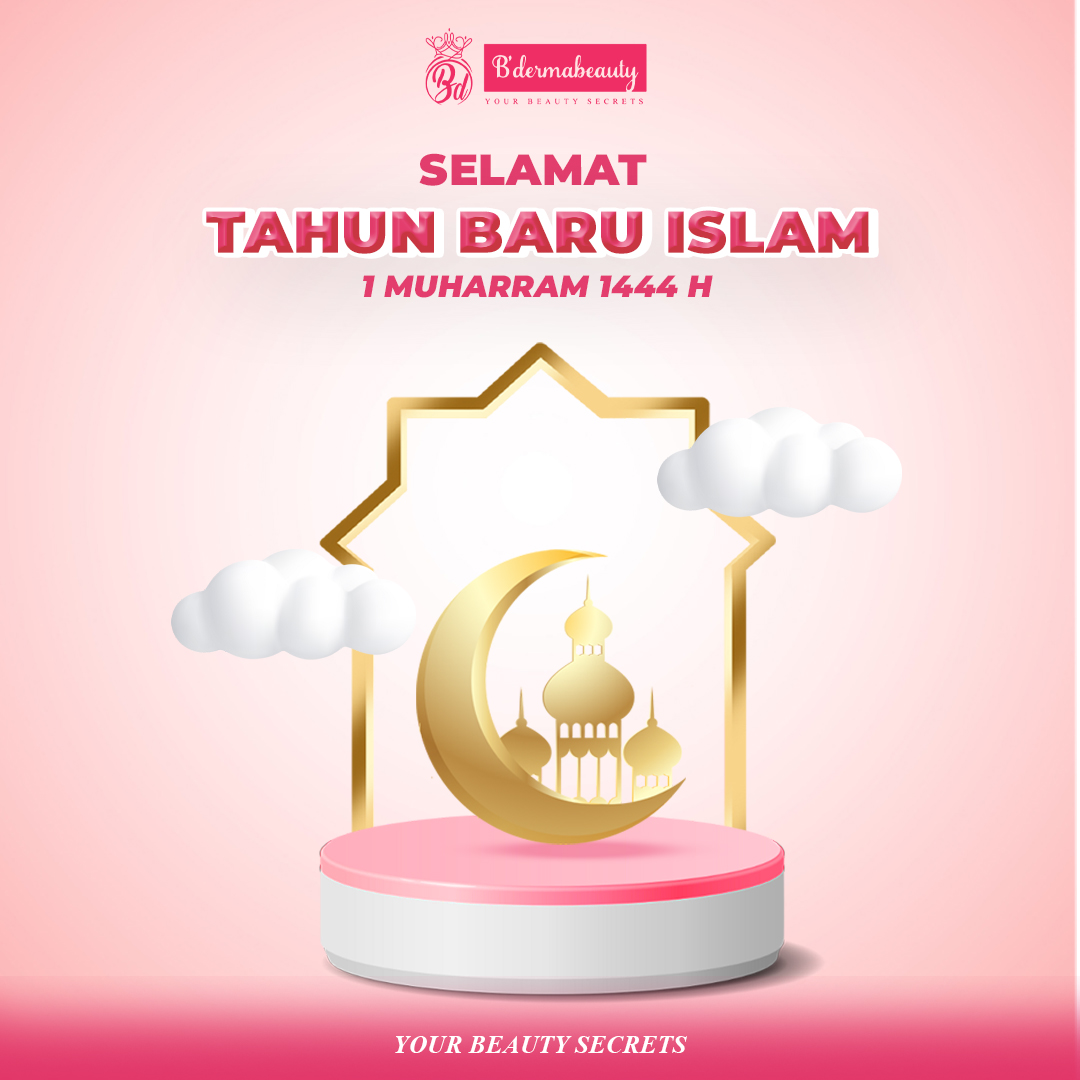 Bd
B'dermabeauty
YOUR BEAUTY SECRETS
SELAMAT
TAHUN BARU ISLAM
1 MUHARRAM 1444 H
YOUR BEAUTY SECRETS